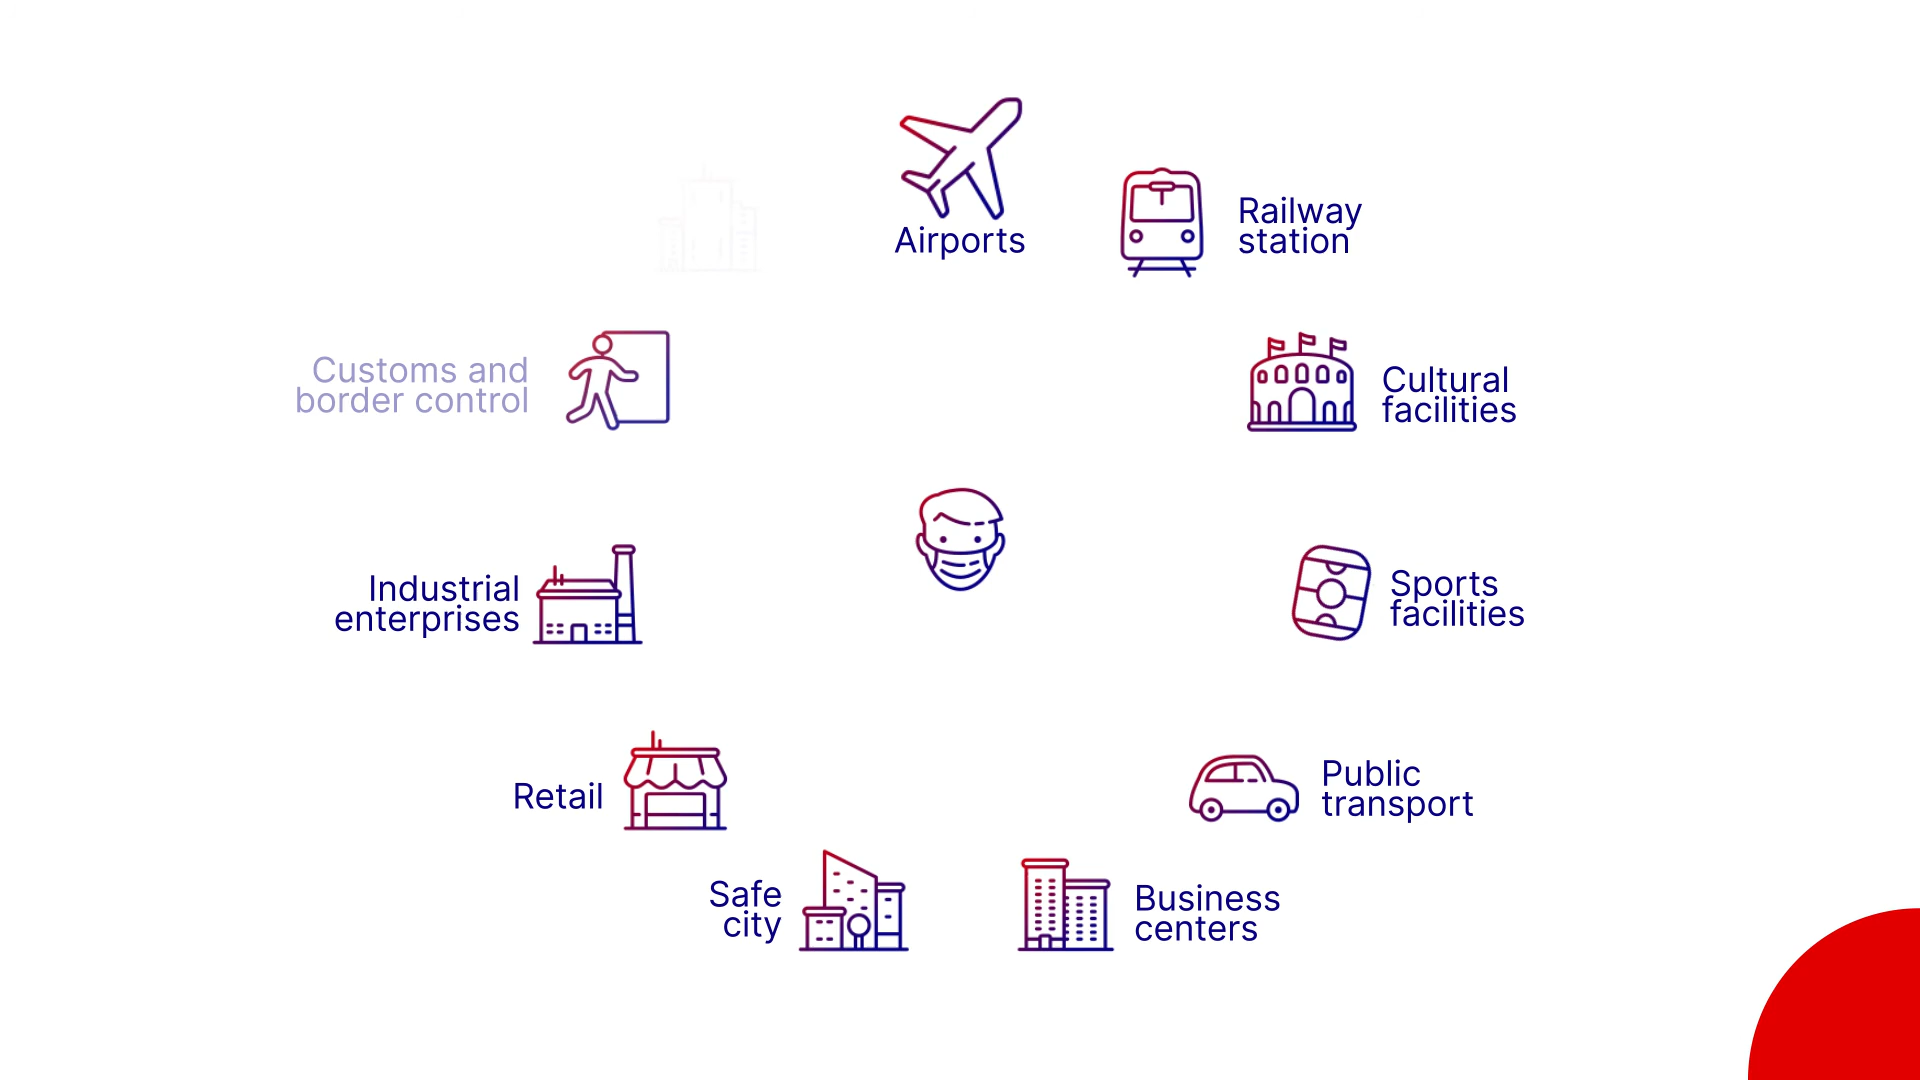 Airports
Railway
station
Cultural
facilities
Sports
facilities
Public
transport
Business
centers
Safe
city
Retail
Industrial
enterprises
Customs and
border control